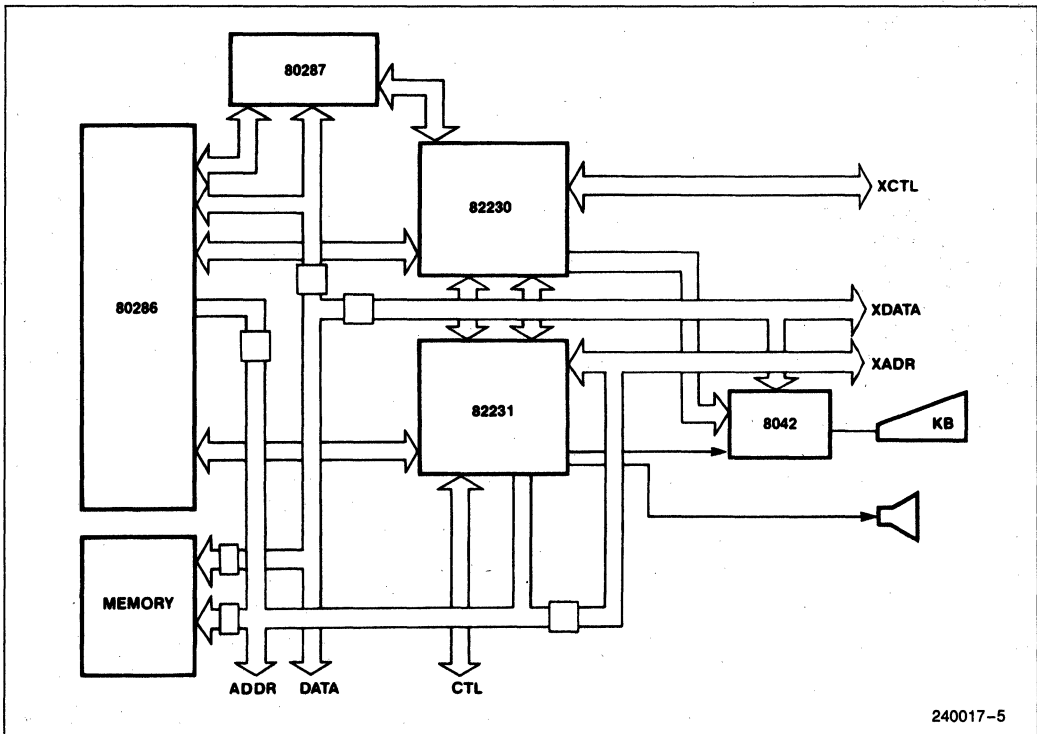 80287
82230
XCTL
80286
XDATA
82231
XADR
8042
KB
MEMORY
ADDR
DATA
CTL
240017-5